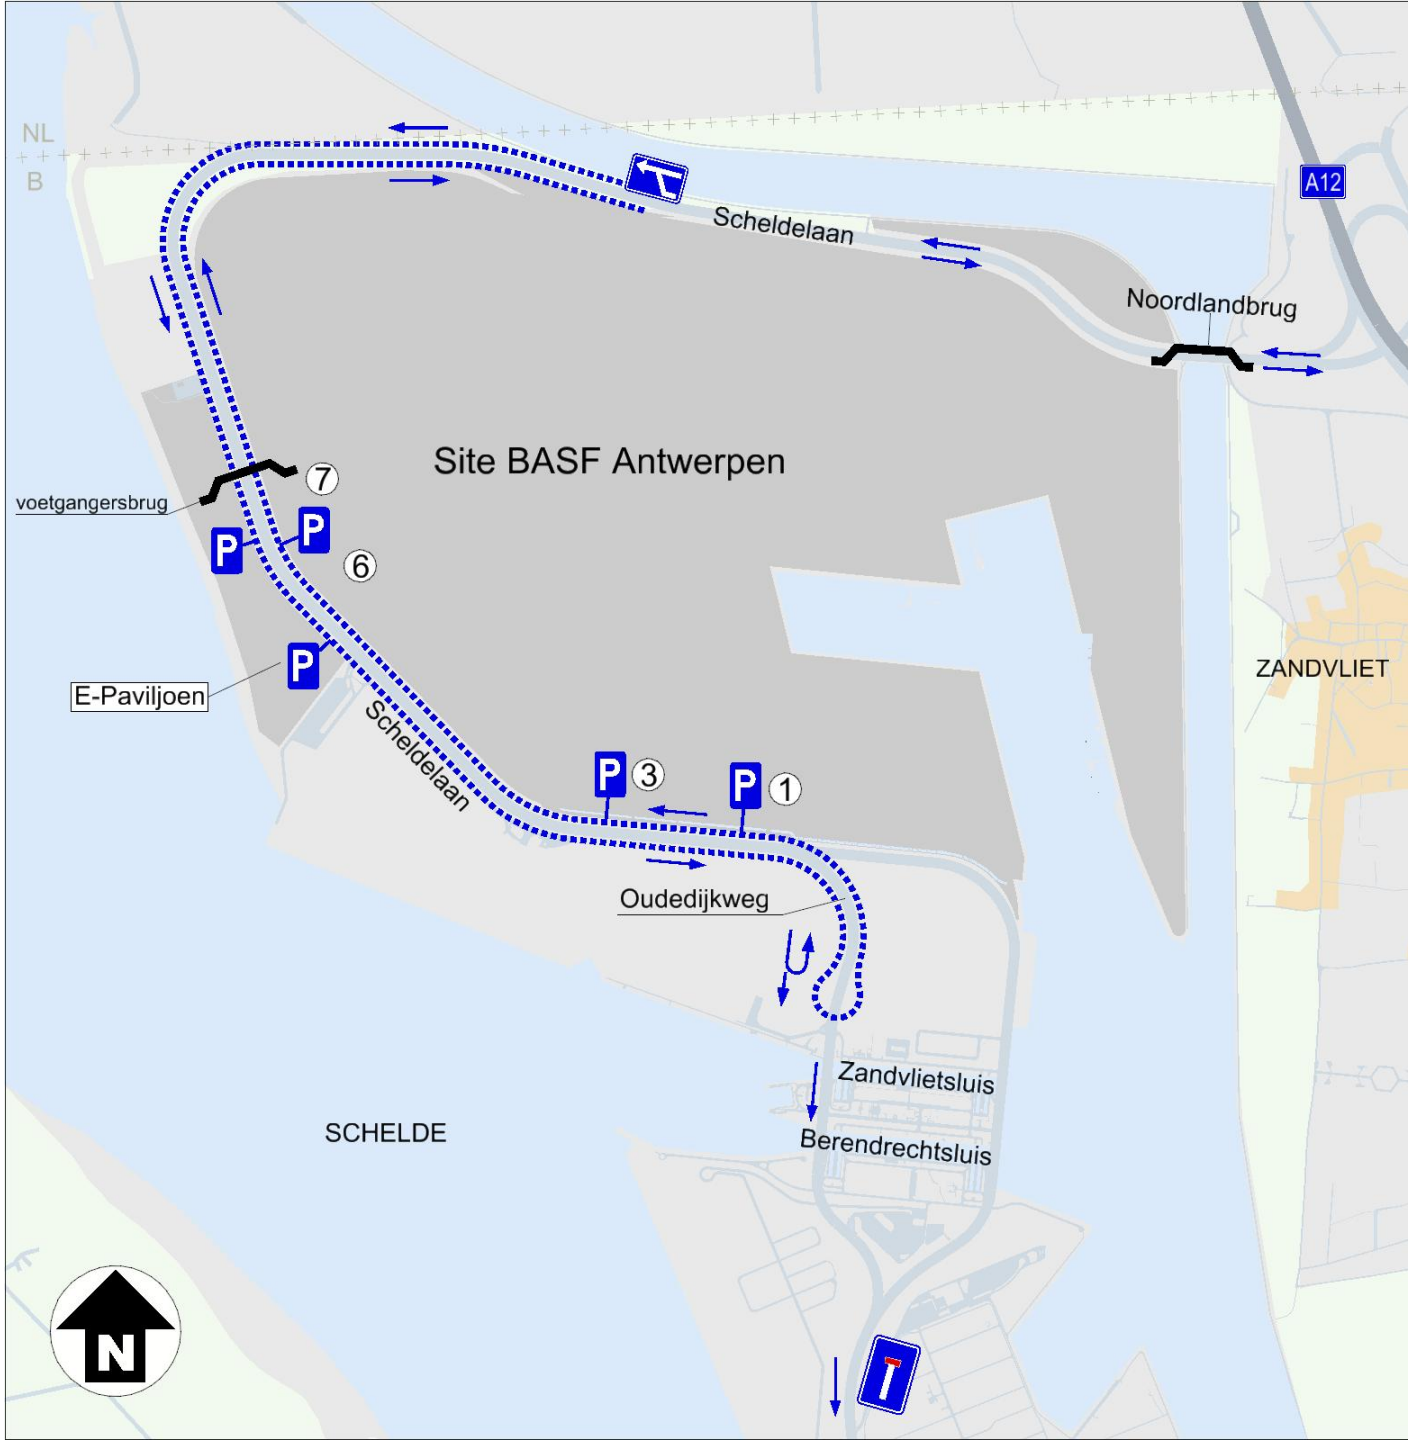 NL
B
A12
Scheldelaan
Noordlandbrug
Site BASF Antwerpen
7
voetgangersbrug
P
P
6
P
ZANDVLIET
E-Paviljoen
Scheldelaan
P
3
P
1
Oudedijkweg
Zandvlietsluis
SCHELDE
Berendrechtsluis
N